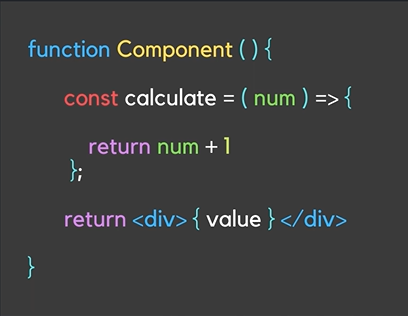 function Component ( ) {
const calculate = ( num ) => {
return num + 1
};
return <div> { value } </div>
}